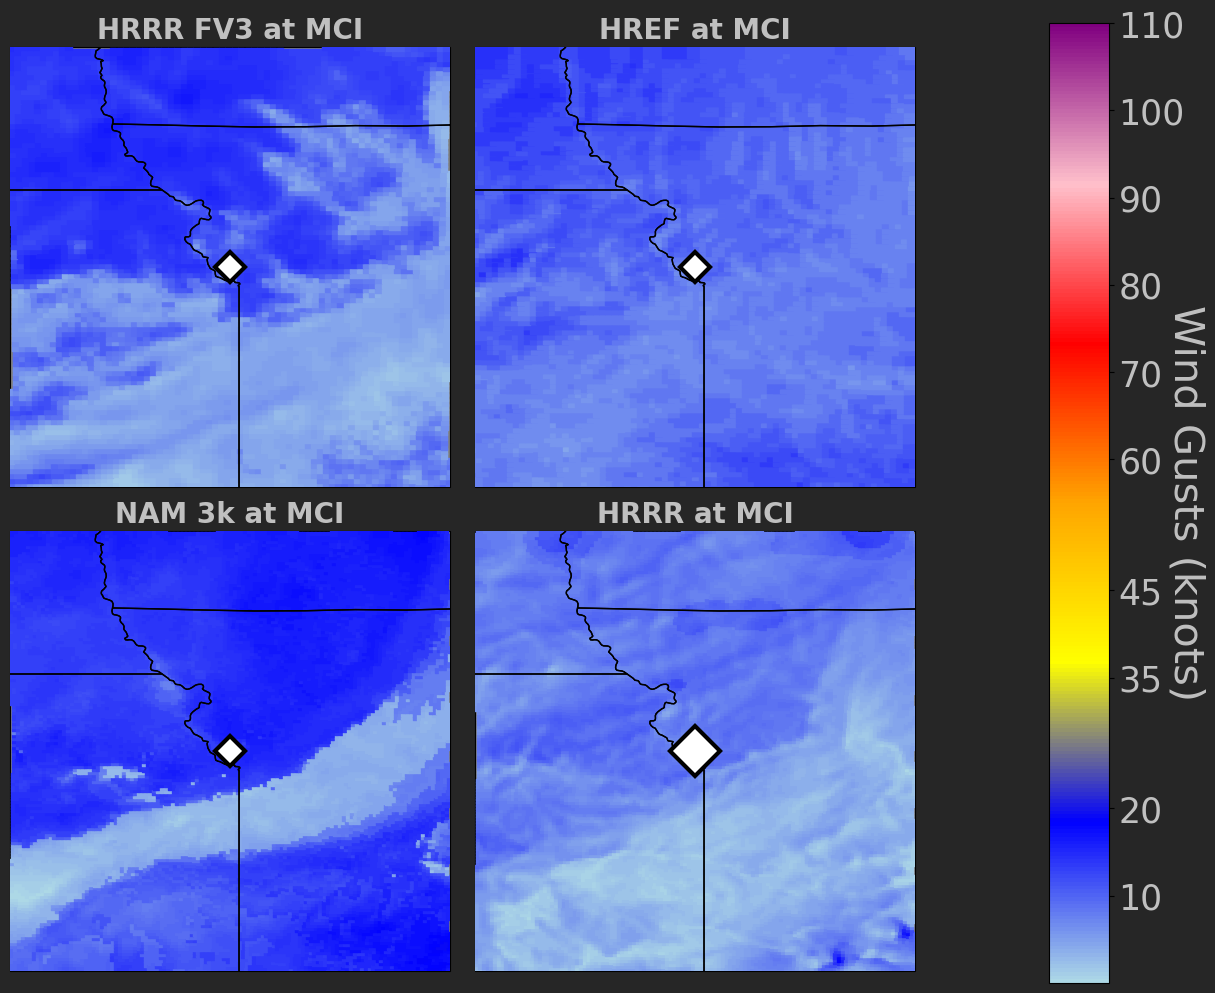 HRRR FV3 at MCI
HREF at MCI
NAM 3k at MCI
HRRR at MCI
110
100
90
80
70
60
45
35
20
10
Wind Gusts (knots)